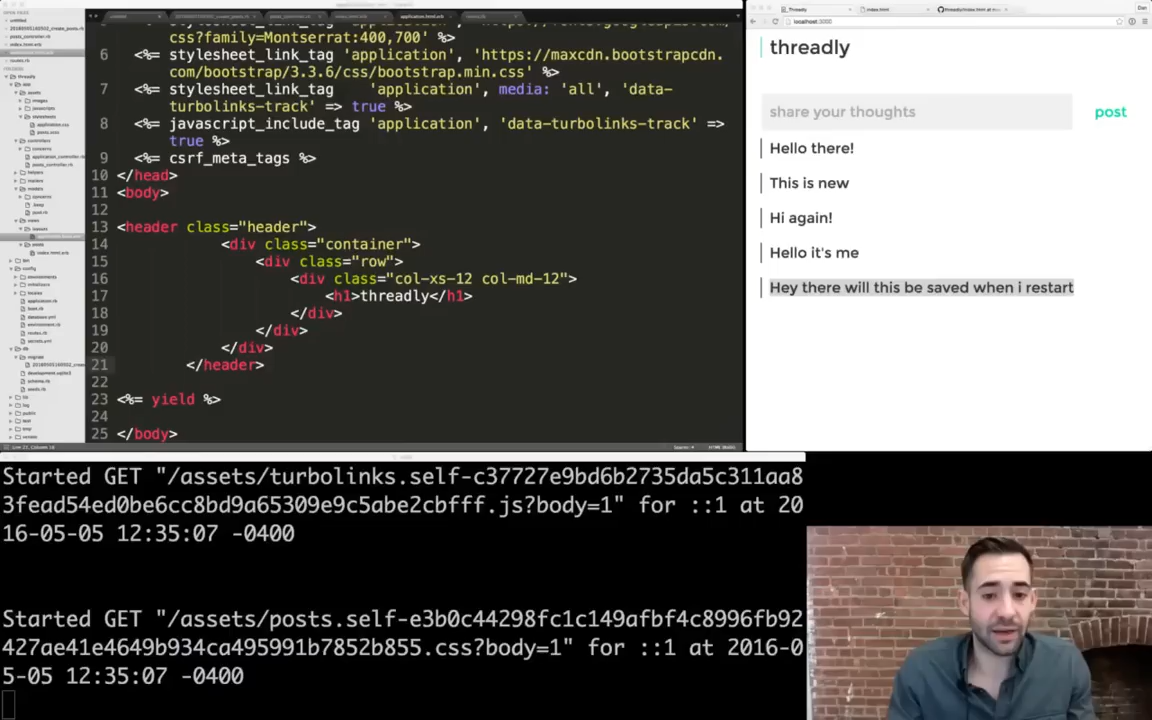 css?family=Montserrat:400,700' %>
6 <%= stylesheet_link_tag 'application', 'https://maxcdn.bootstrapcdn.
com/bootstrap/3.3.6/css/bootstrap.min.css' %>
7 <%= stylesheet_link_tag    'application', media: 'all', 'data-
turbolinks-track' => true %>
8 <%= javascript_include_tag 'application', 'data-turbolinks-track' =>
true %>
9 <%= csrf_meta_tags %>
10 </head>
11 <body>
12
13 <header class="header">
14 <div class="container">
15 <div class="row">
16 <div class="col-xs-12 col-md-12">
17 <h1>threadly</h1>
18 </div>
19 </div>
20 </div>
21 </header>
22
23 <%= yield %>
24
25 </body>
localhost:3000
threadly
share your thoughts
post
Hello there!
This is new
Hi again!
Hello it's me
Hey there will this be saved when i restart
Started GET "/assets/turbolinks.self-c37727e9bd6b2735da5c311aa8
3fead54ed0be6cc8bd9a65309e9c5abe2cbfff.js?body=1" for ::1 at 20
16-05-05 12:35:07 -0400
Started GET "/assets/posts.self-e3b0c44298fc1c149afbf4c8996fb92
427ae41e4649b934ca495991b7852b855.css?body=1" for ::1 at 2016-0
5-05 12:35:07 -0400